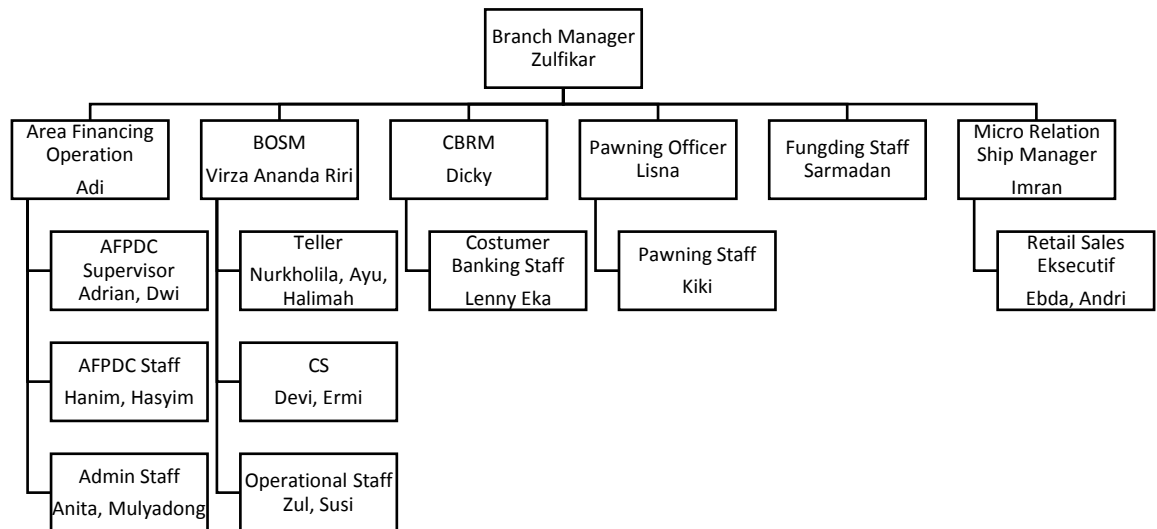 Branch Manager
Zulfikar
Area Financing
Operation
Adi
BOSM
Virza Ananda Riri
CBRM
Dicky
Pawning Officer
Lisna
Fungding Staff
Sarmadan
Micro Relation
Ship Manager
Imran
AFPDC
Supervisor
Adrian, Dwi
Teller
Nurkholila, Ayu,
Halimah
Costumer
Banking Staff
Lenny Eka
Pawning Staff
Kiki
Retail Sales
Eksecutif
Ebda, Andri
AFPDC Staff
Hanim, Hasyim
CS
Devi, Ermi
Admin Staff
Anita, Mulyadong
Operational Staff
Zul, Susi